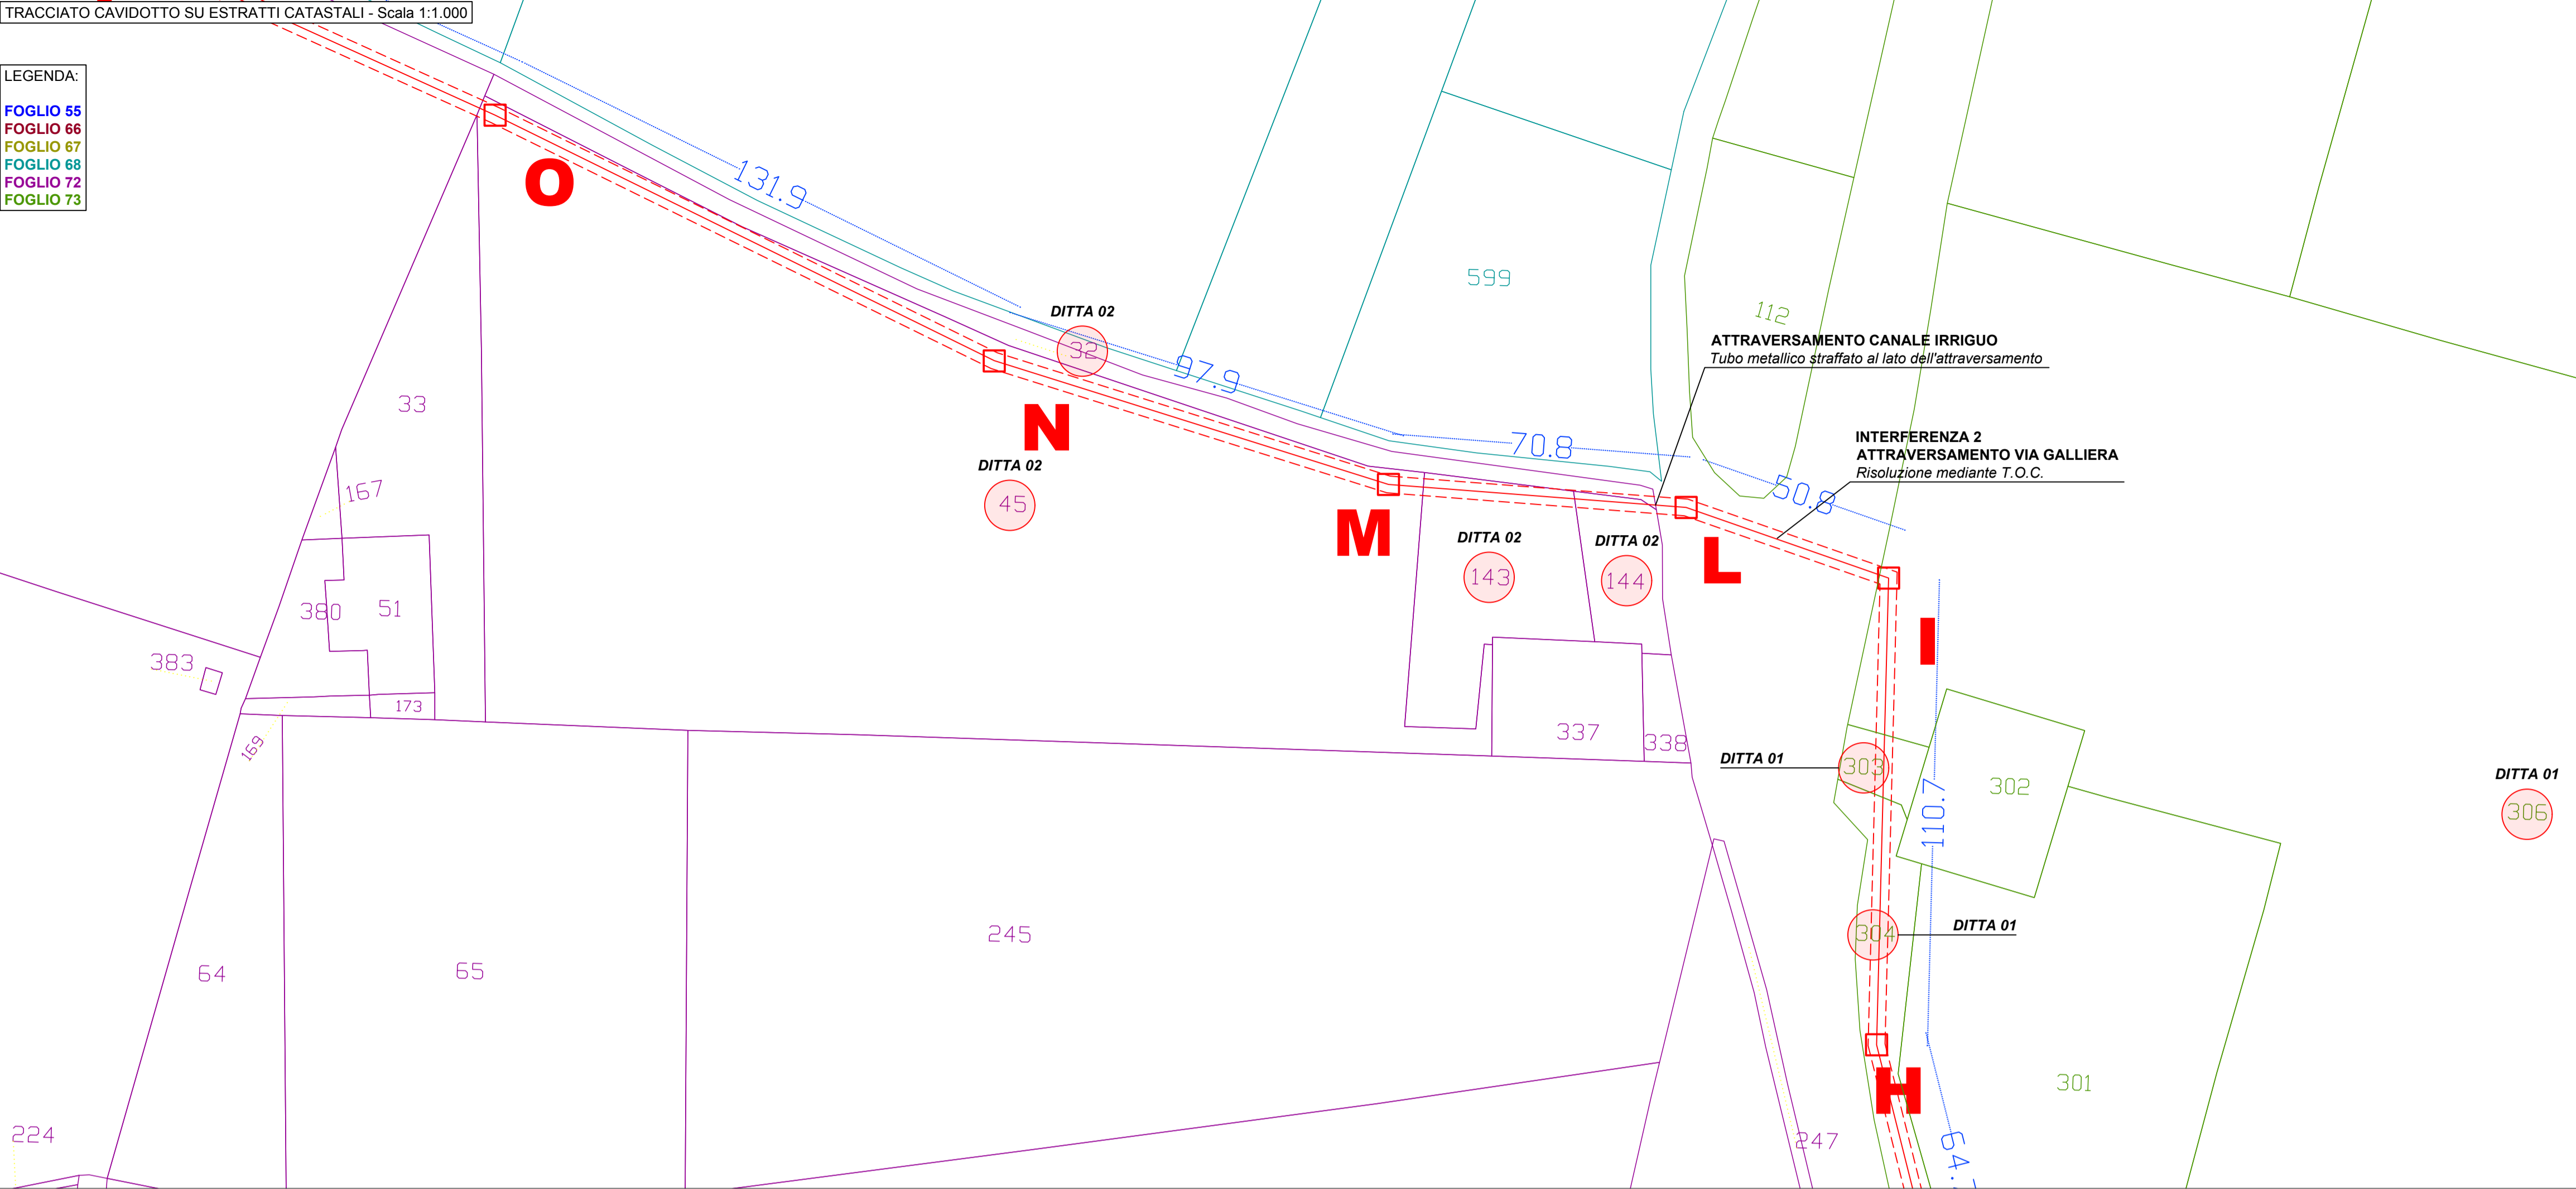 TRACCIATO CAVIDOTTO SU ESTRATTI CATASTALI - Scala 1:1.000
LEGENDA:
FOGLIO 55
FOGLIO 66
FOGLIO 67
FOGLIO 68
FOGLIO 72
FOGLIO 73
131.9
O
599
112
DITTA 02
32
ATTRAVERSAMENTO CANALE IRRIGUO
Tubo metallico straffato al lato dell'attraversamento
97.9
33
N
INTERFERENZA 2
ATTRAVERSAMENTO VIA GALLIERA
Risoluzione mediante T.O.C.
70.8
DITTA 02
45
167
50.8
M
L
DITTA 02
143
DITTA 02
144
380
51
I
383
173
169
337
338
DITTA 01
303
302
110.7
DITTA 01
306
245
304
DITTA 01
64
65
H
301
224
247